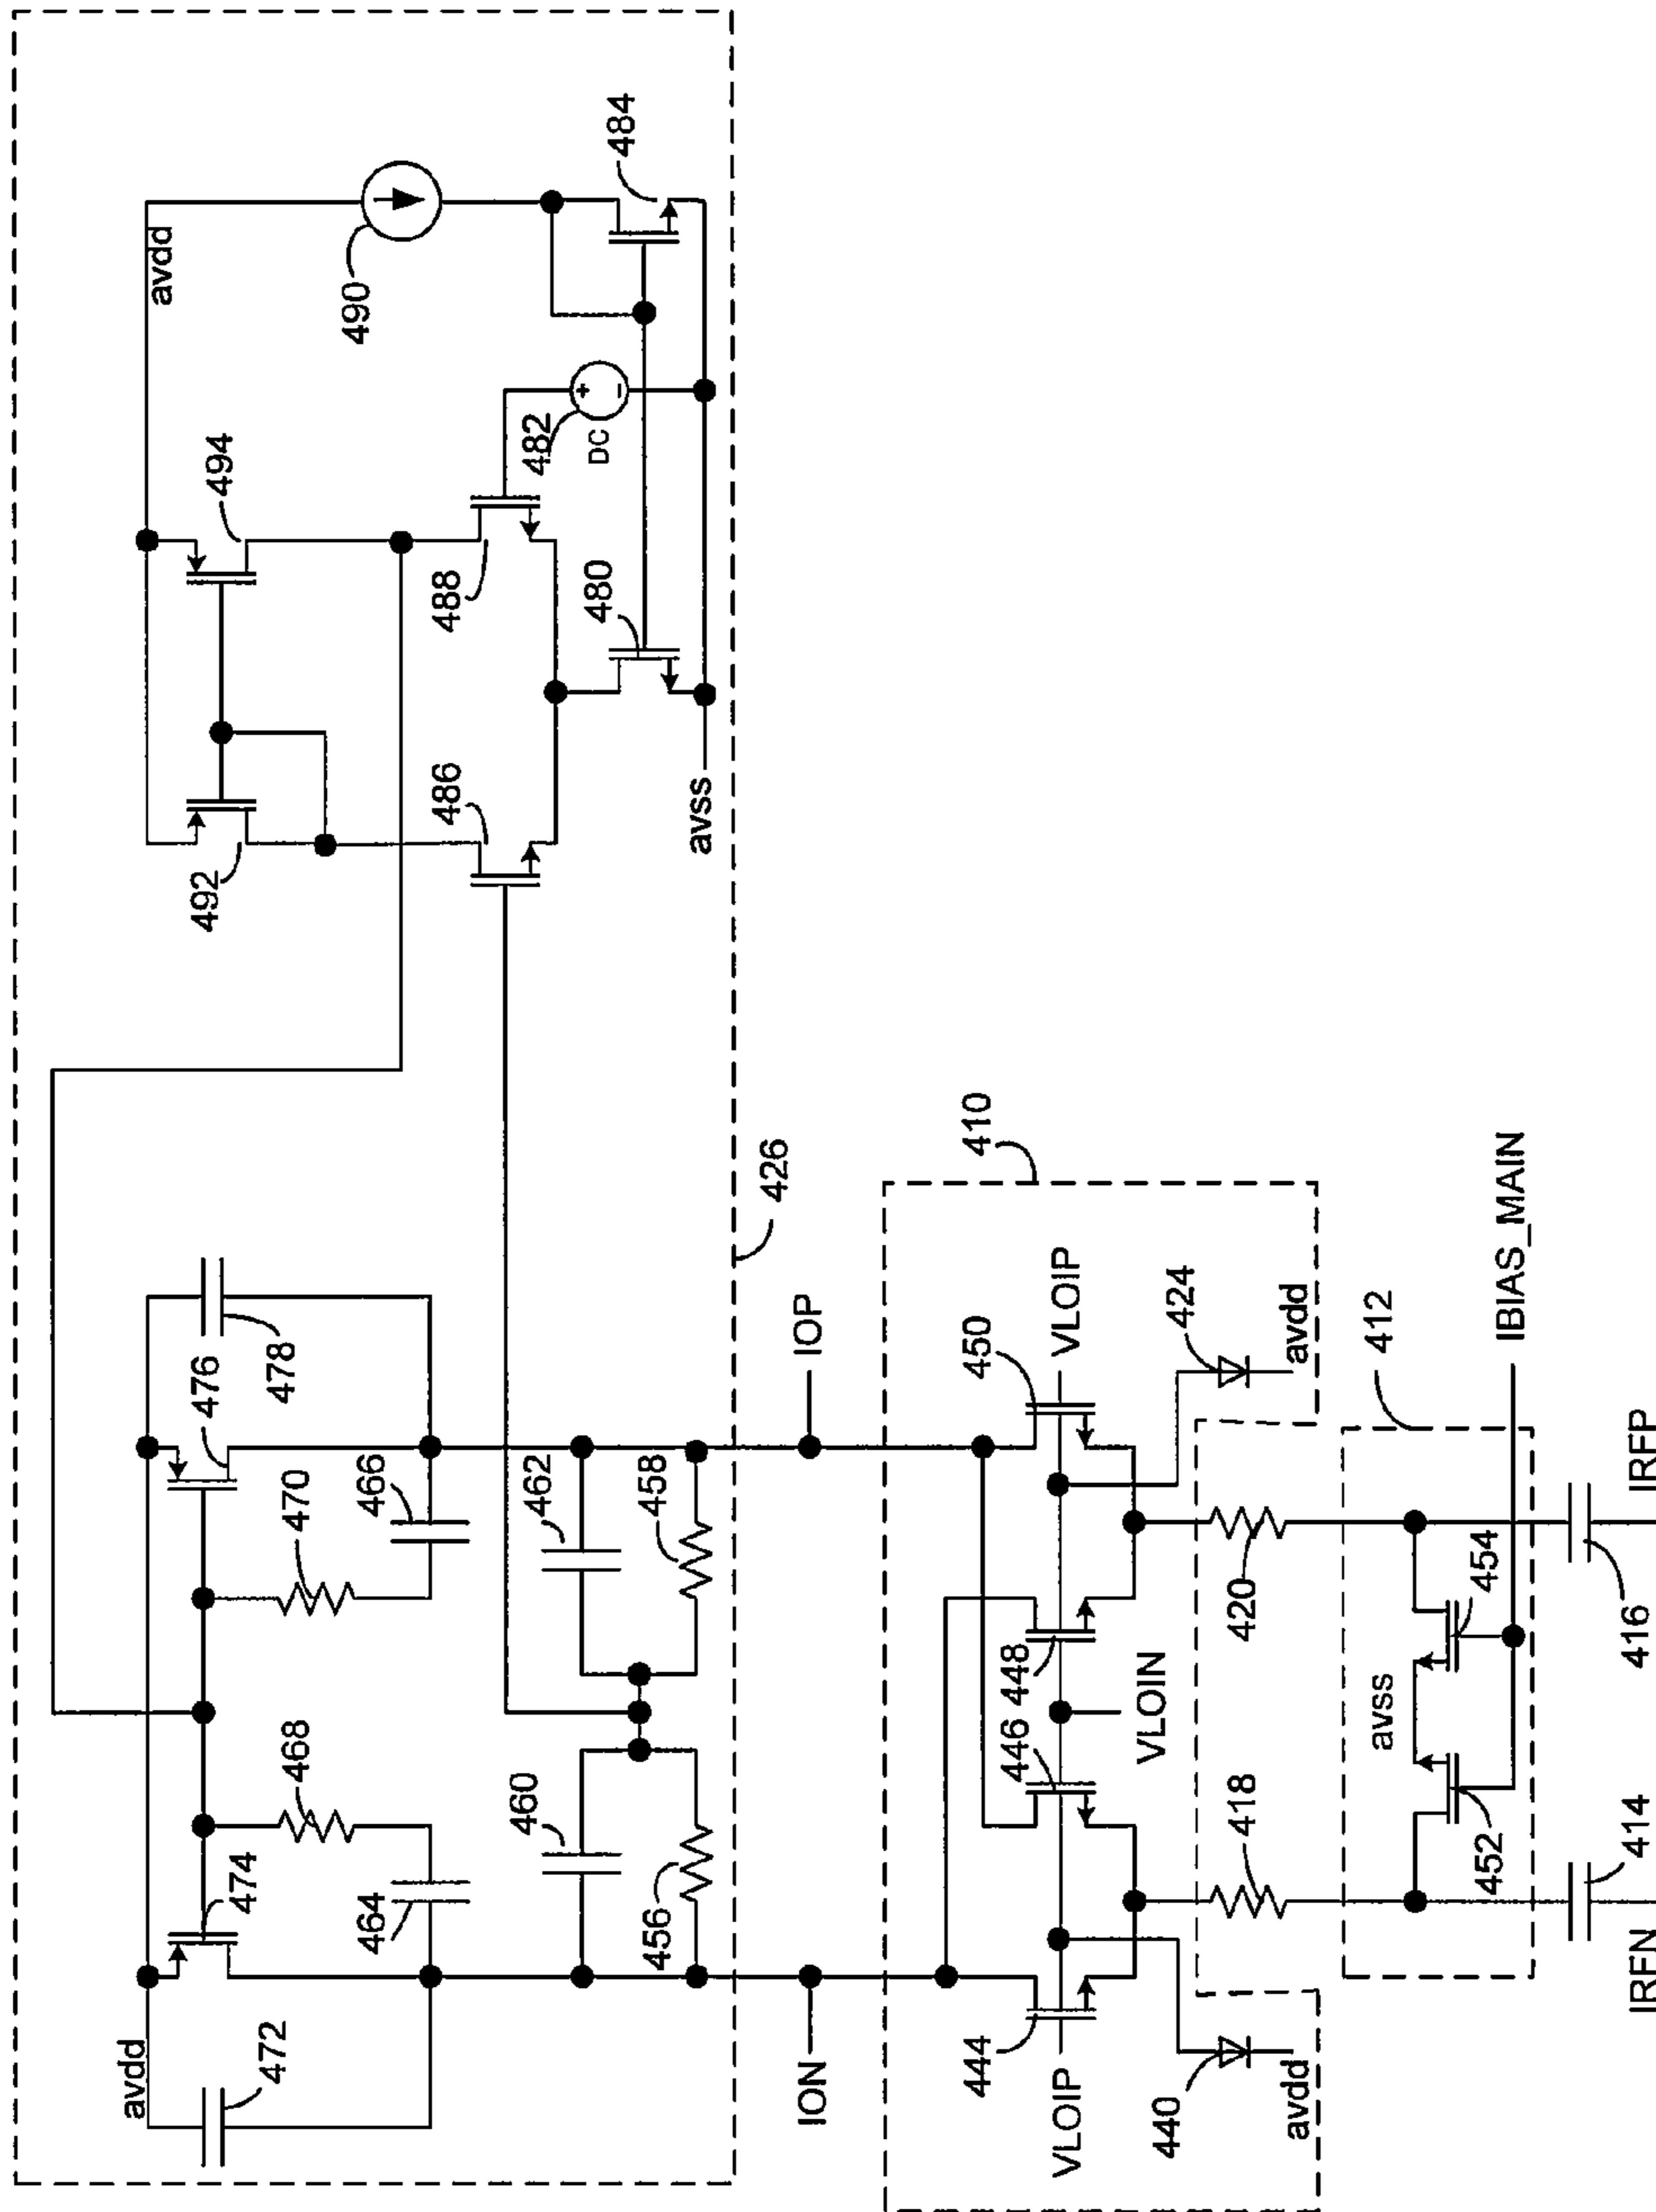 avdd
avdd
492
494
476
472
474
468
470
478
490
464
466
486
488
460
462
482
DC
480
484
456
458
avss
426
ION
IOP
444
450
410
446
448
VLOIP
VLOIP
VLOIN
440
424
418
420
avdd
avdd
avss
412
452
454
IBIAS_MAIN
414
416
IRFN
IRFP